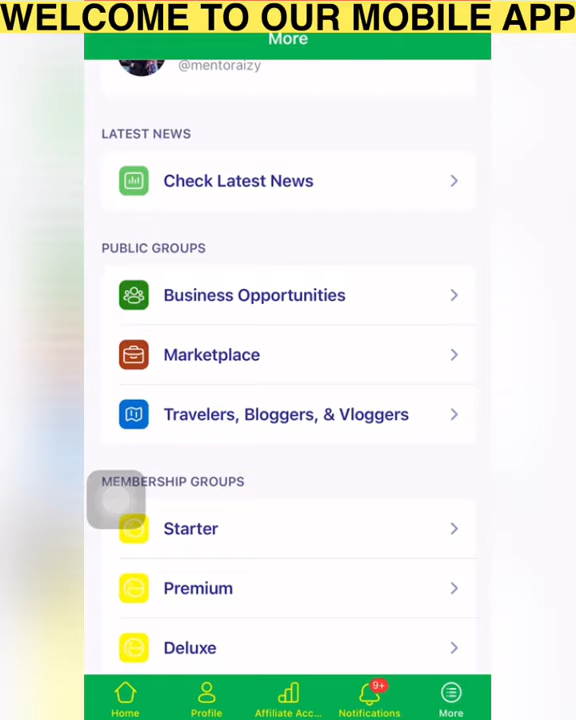 WELCOME TO OUR MOBILE APP
More
@mentoraizy
LATEST NEWS
Check Latest News
PUBLIC GROUPS
Business Opportunities
Marketplace
Travelers, Bloggers, & Vloggers
MEMBERSHIP GROUPS
Starter
Premium
Deluxe
9+
Home
Profile
Affiliate Acc...
Notifications
More